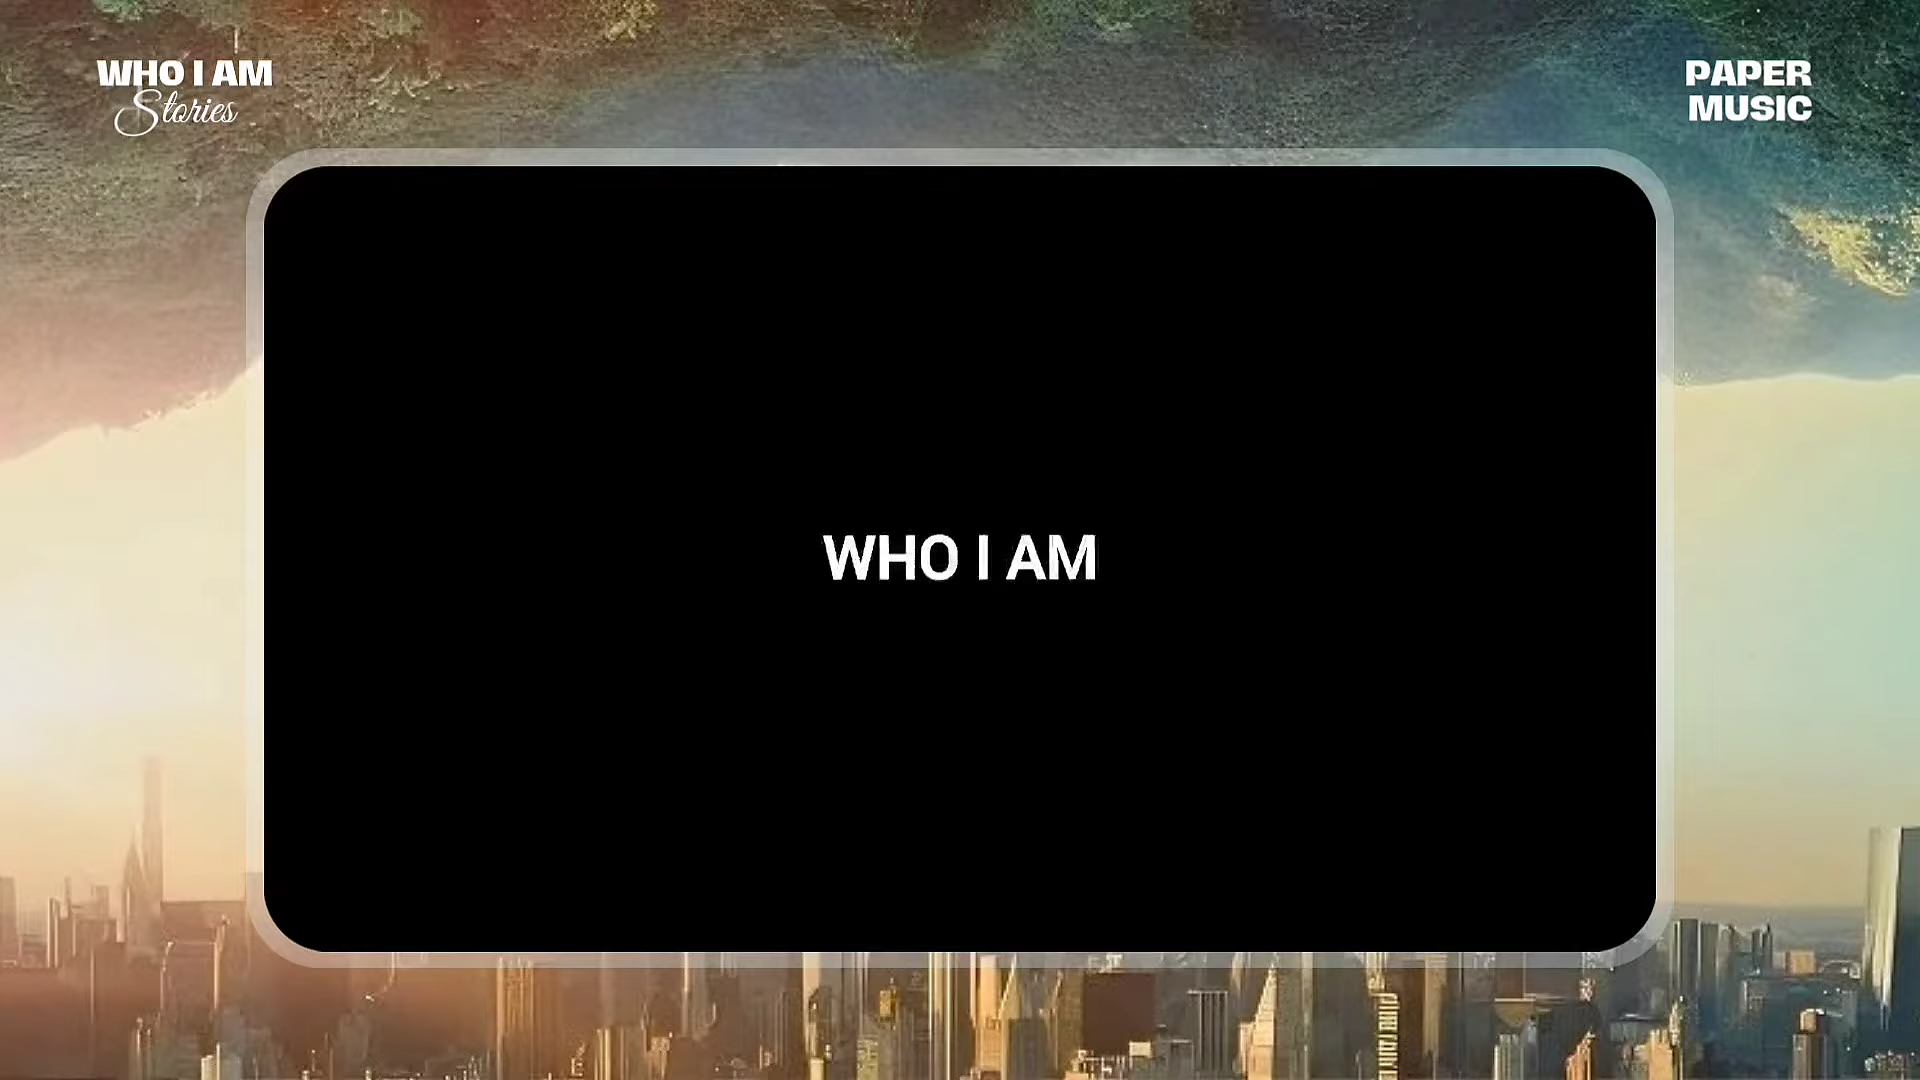 WHO I AM
Stories
PAPER
MUSIC
WHO I AM